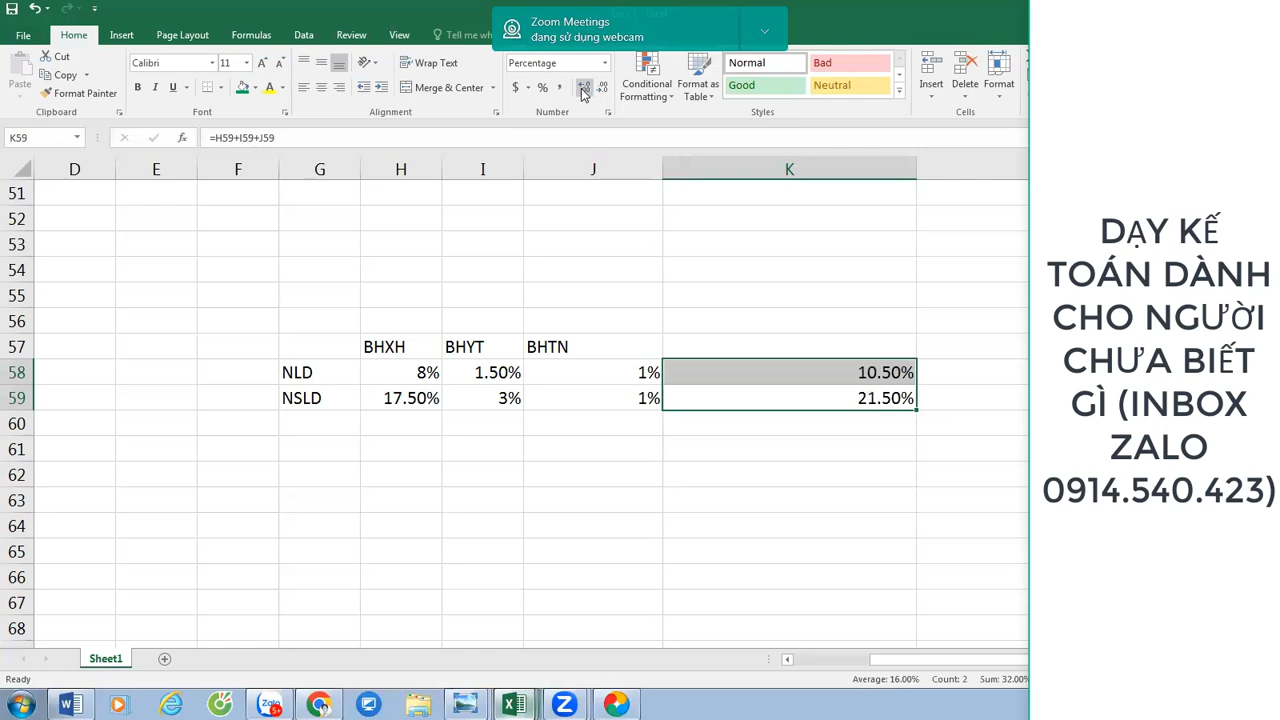 Zoom Meetings
đang sử dụng webcam
File Home Insert Page Layout Formulas Data Review View Tell me
Cut
Copy
Format Painter
Paste
Clipboard
Calibri 11
B I U
Font
Wrap Text
Merge & Center
Alignment
Percentage
$ % ,
Number
Conditional Formatting
Format as Table
Normal Bad
Good Neutral
Styles
Insert Delete Format
Cells
K59 fx =H59+I59+J59
D E F G H I J K
51
52
53
54
55
56
57 BHXH BHYT BHTN
58 NLD 8% 1.50% 1% 10.50%
59 NSLD 17.50% 3% 1% 21.50%
60
61
62
63
64
65
66
67
68
Sheet1
Ready Average: 16.00% Count: 2 Sum: 32.00%
Zalo 5+
DẠY KẾ
TOÁN DÀNH
CHO NGƯỜI
CHƯA BIẾT
GÌ (INBOX
ZALO
0914.540.423)